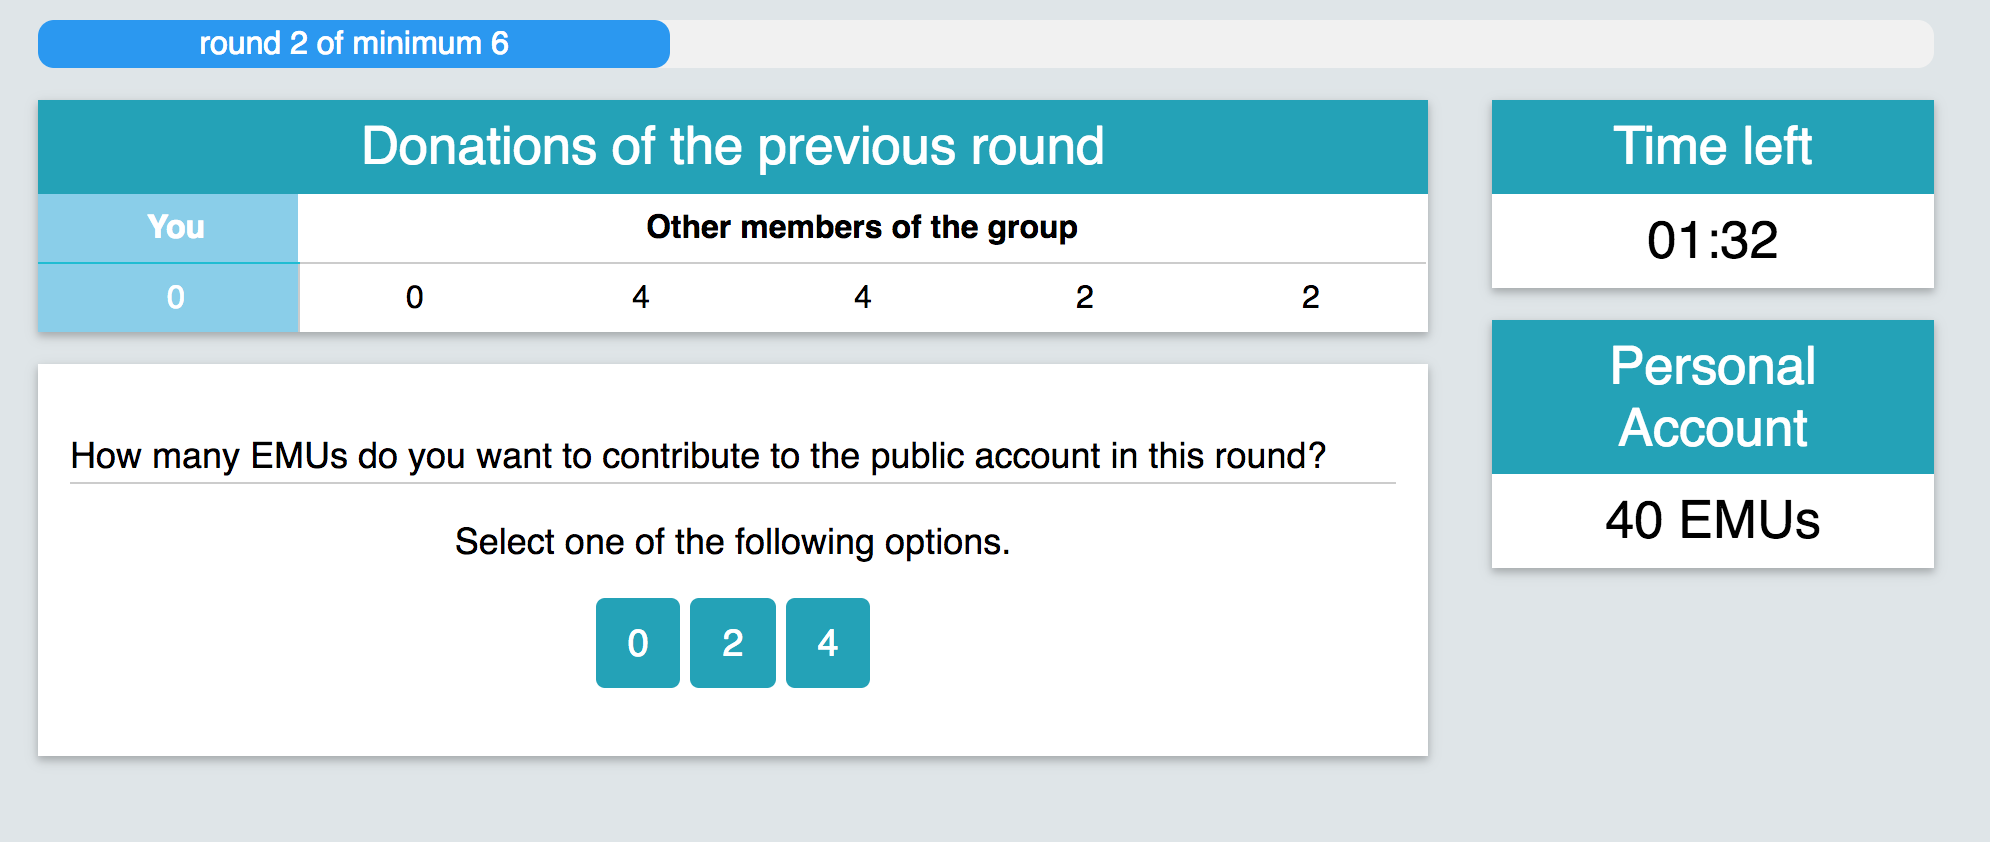 round 2 of minimum 6
Donations of the previous round
You Other members of the group
0 0 4 4 2 2
How many EMUs do you want to contribute to the public account in this round?
Select one of the following options.
0 2 4
Time left
01:32
Personal
Account
40 EMUs